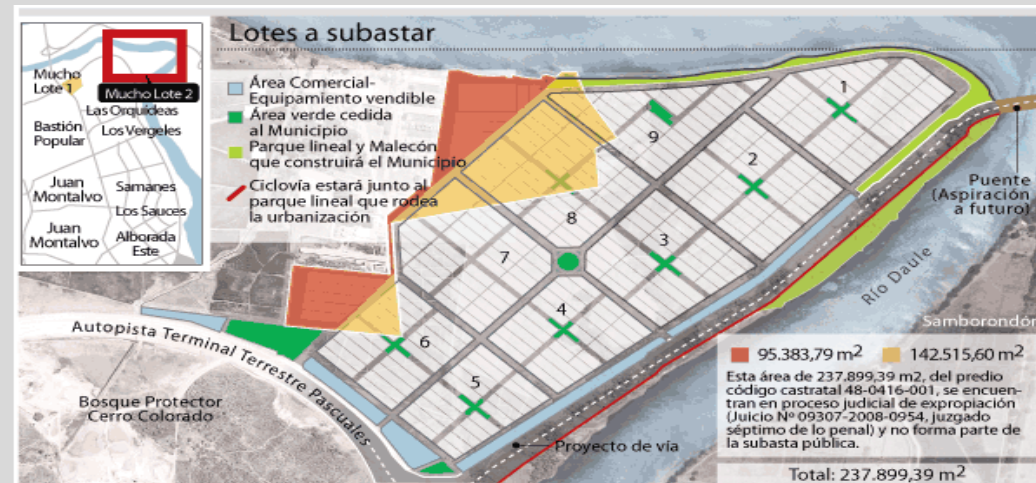 Lotes a subastar
Mucho
Lote 1
Mucho Lote 2
Las Orquídeas
Bastión
Popular
Los Vergeles
Juan
Montalvo
Samanes
Los Sauces
Juan
Montalvo
Alborada
Este
Área Comercial-
Equipamiento vendible
Área verde cedida
al Municipio
Parque lineal y Malecón
que construirá el Municipio
Ciclovía estará junto al
parque lineal que rodea
la urbanización
1
2
3
4
5
6
7
8
9
Puente
(Aspiración
a futuro)
Río Daule
Samborondón
Autopista Terminal Terrestre Pascuales
Bosque Protector
Cerro Colorado
Proyecto de vía
95.383,79 m2 142.515,60 m2
Esta área de 237.899,39 m2, del predio
código castratal 48-0416-001, se encuen-
tran en proceso judicial de expropiación
(Juicio Nº 09307-2008-0954, juzgado
séptimo de lo penal) y no forma parte de
la subasta pública.
Total: 237.899,39 m2